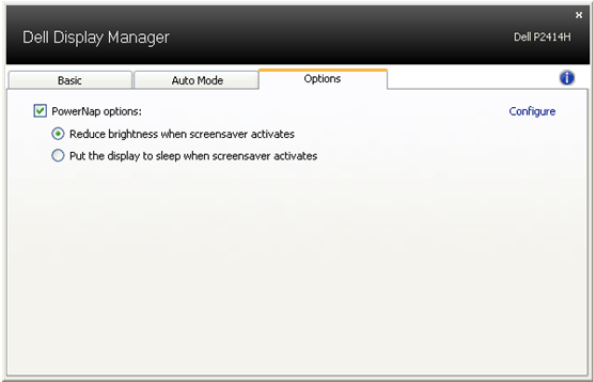 x
Dell Display Manager
Dell P2414H
Basic
Auto Mode
Options
i
PowerNap options:
Configure
Reduce brightness when screensaver activates
Put the display to sleep when screensaver activates